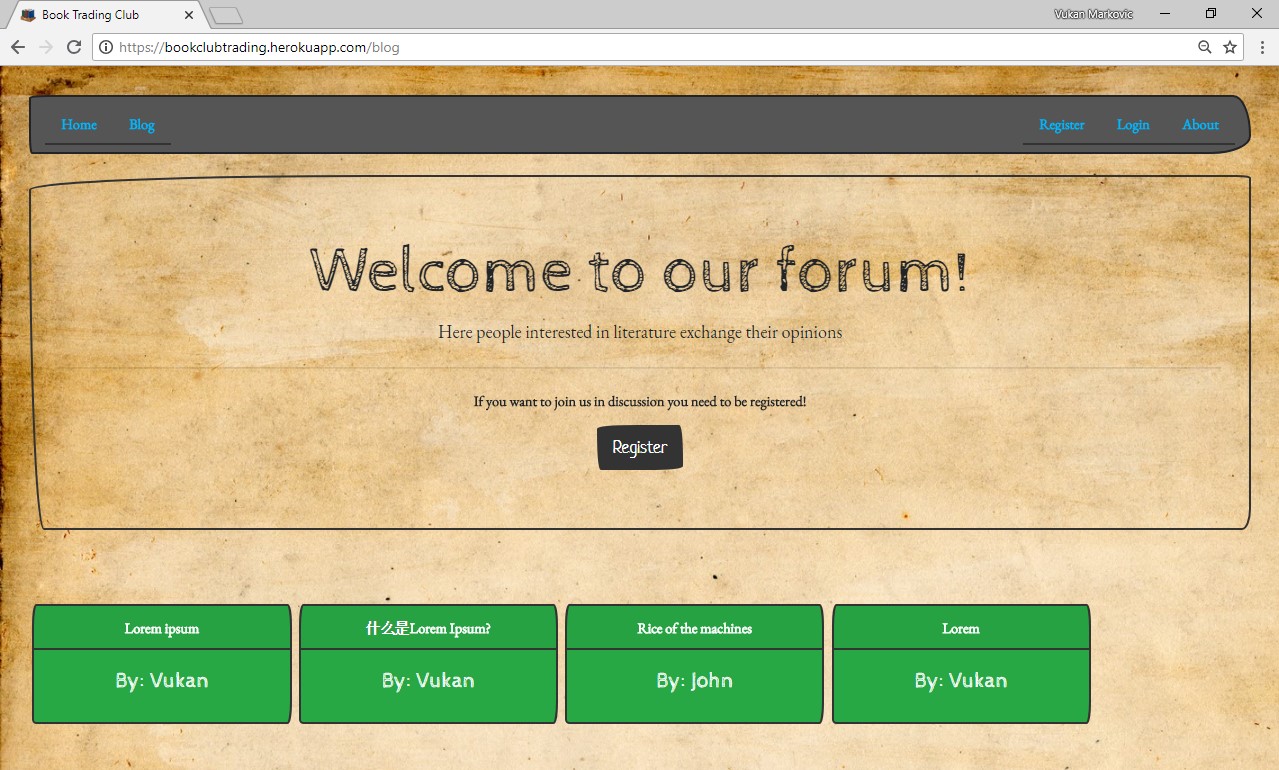 Book Trading Club
Vukan Markovic
https://bookclubtrading.herokuapp.com/blog
Home Blog Register Login About
Welcome to our forum!
Here people interested in literature exchange their opinions
If you want to join us in discussion you need to be registered!
Register
Lorem ipsum
By: Vukan
什么是Lorem Ipsum?
By: Vukan
Rice of the machines
By: John
Lorem
By: Vukan